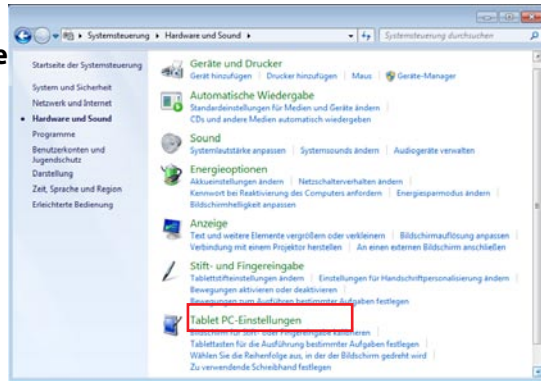 e
Systemsteuerung ▸ Hardware und Sound ▸
Systemsteuerung durchsuchen
Startseite der Systemsteuerung
System und Sicherheit
Netzwerk und Internet
• Hardware und Sound
Programme
Benutzerkonten und
Jugendschutz
Darstellung
Zeit, Sprache und Region
Erleichterte Bedienung
Geräte und Drucker
Gerät hinzufügen | Drucker hinzufügen | Maus | Geräte-Manager
Automatische Wiedergabe
Standardeinstellungen für Medien und Geräte ändern |
CDs und andere Medien automatisch wiedergeben
Sound
Systemlautstärke anpassen | Systemsounds ändern | Audiogeräte verwalten
Energieoptionen
Akkueinstellungen ändern | Netzschalterverhalten ändern |
Kennwort bei Reaktivierung des Computers anfordern | Energiesparmodus ändern |
Bildschirmhelligkeit anpassen
Anzeige
Text und weitere Elemente vergrößern oder verkleinern | Bildschirmauflösung anpassen |
Verbindung mit einem Projektor herstellen | An einen externen Bildschirm anschließen
Stift- und Fingereingabe
Tabletstifteinstellungen ändern | Einstellungen für Handschriftpersonalisierung ändern |
Bewegungen aktivieren oder deaktivieren |
Bewegungen zum Ausführen bestimmter Aufgaben festlegen
Tablet PC-Einstellungen
Bildschirm für Stift- oder Fingereingabe kalibrieren |
Tablettasten für die Ausführung bestimmter Aufgaben festlegen |
Wählen Sie die Reihenfolge aus, in der der Bildschirm gedreht wird |
Zu verwendende Schreibhand festlegen